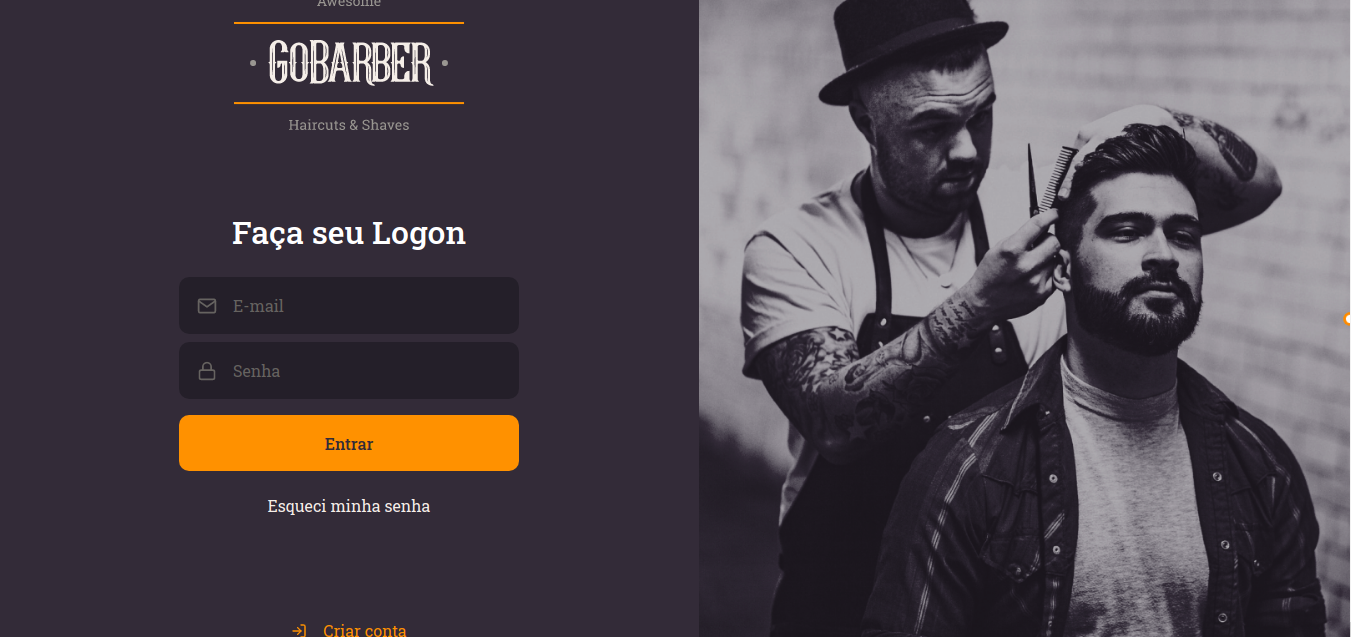 Awesome
GOBARBER
Haircuts & Shaves
Faça seu Logon
E-mail
Senha
Entrar
Esqueci minha senha
Criar conta